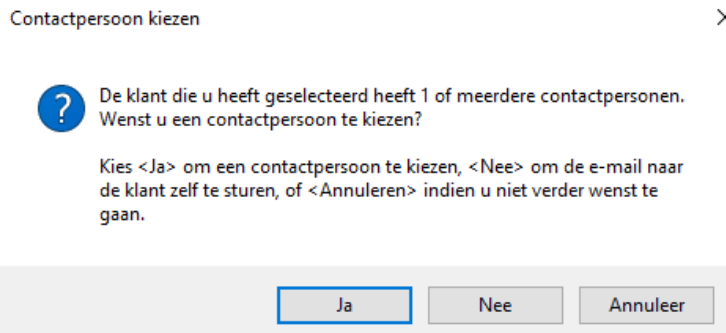 Contactpersoon kiezen
De klant die u heeft geselecteerd heeft 1 of meerdere contactpersonen.
Wenst u een contactpersoon te kiezen?
Kies <Ja> om een contactpersoon te kiezen, <Nee> om de e-mail naar
de klant zelf te sturen, of <Annuleren> indien u niet verder wenst te
gaan.
Ja
Nee
Annuleer